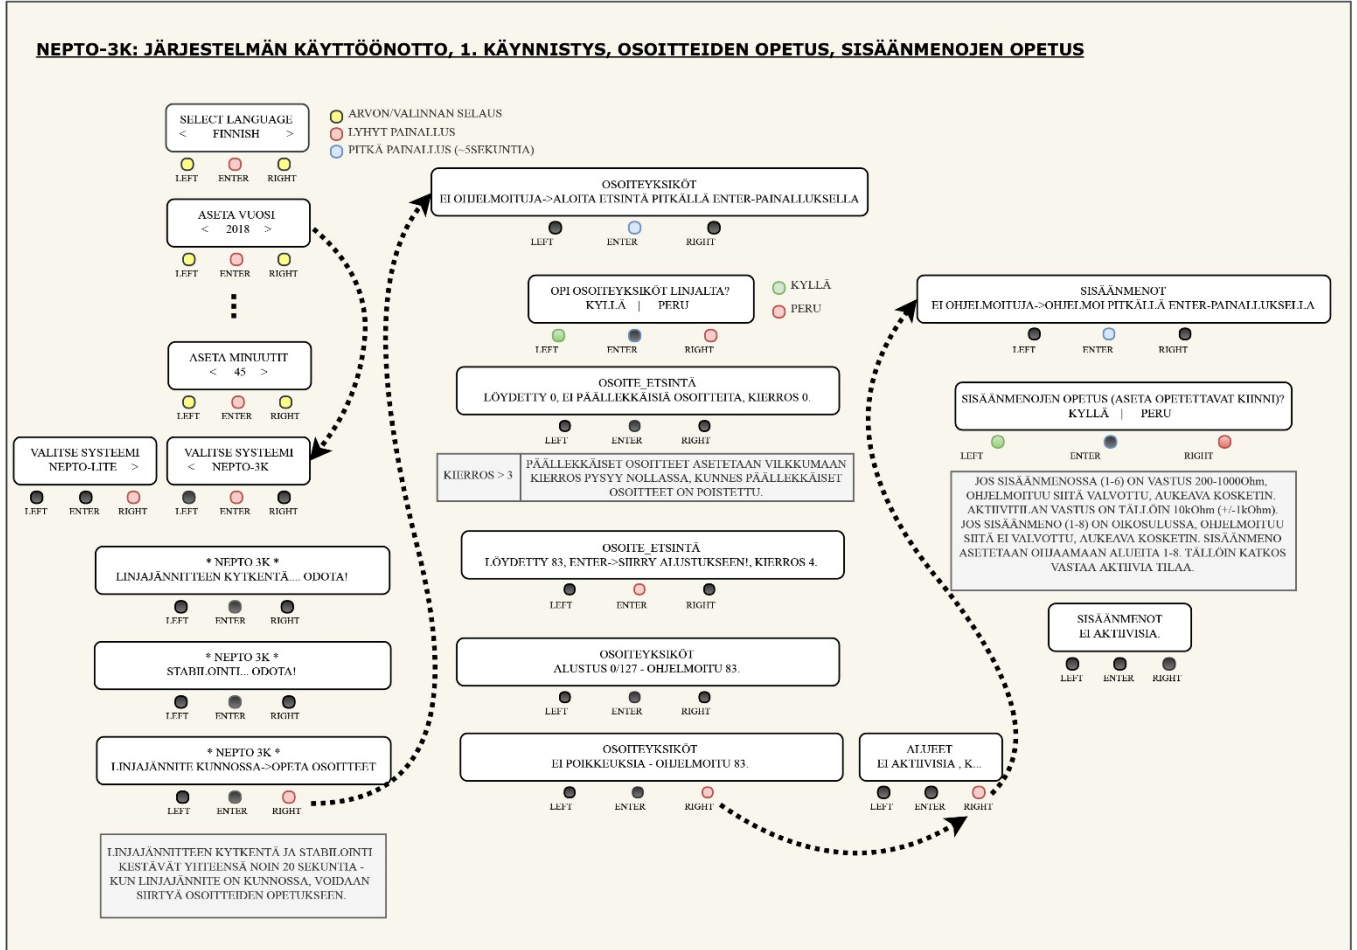 NEPTO-3K: JÄRJESTELMÄN KÄYTTÖÖNOTTO, 1. KÄYNNISTYS, OSOITTEIDEN OPETUS, SISÄÄNMENOJEN OPETUS
SELECT LANGUAGE
< FINNISH >
LEFT ENTER RIGHT
ARVON/VALINNAN SELAUS
LYHYT PAINALLUS
PITKÄ PAINALLUS (~5SEKUNTIA)
ASETA VUOSI
< 2018 >
LEFT ENTER RIGHT
ASETA MINUUTIT
< 45 >
LEFT ENTER RIGHT
VALITSE SYSTEEMI
NEPTO-LITE >
LEFT ENTER RIGHT
VALITSE SYSTEEMI
< NEPTO-3K
LEFT ENTER RIGHT
* NEPTO 3K *
LINJAJÄNNITTEEN KYTKENTÄ.... ODOTA!
LEFT ENTER RIGHT
* NEPTO 3K *
STABILOINTI... ODOTA!
LEFT ENTER RIGHT
* NEPTO 3K *
LINJAJÄNNITE KUNNOSSA->OPETA OSOITTEET
LEFT ENTER RIGHT
LINJAJÄNNITTEEN KYTKENTÄ JA STABILOINTI
KESTÄVÄT YHTEENSÄ NOIN 20 SEKUNTIA -
KUN LINJAJÄNNITE ON KUNNOSSA, VOIDAAN
SIIRTYÄ OSOITTEIDEN OPETUKSEEN.
OSOITEYKSIKÖT
EI OHJELMOITUJA->ALOITA ETSINTÄ PITKÄLLÄ ENTER-PAINALLUKSELLA
LEFT ENTER RIGHT
OPI OSOITEYKSIKÖT LINJALTA?
KYLLÄ | PERU
LEFT ENTER RIGHT
KYLLÄ
PERU
OSOITE_ETSINTÄ
LÖYDETTY 0, EI PÄÄLLEKKÄISIÄ OSOITTEITA, KIERROS 0.
LEFT ENTER RIGHT
KIERROS > 3
PÄÄLLEKKÄISET OSOITTEET ASETETAAN VILKKUMAAN
KIERROS PYSYY NOLLASSA, KUNNES PÄÄLLEKKÄISET
OSOITTEET ON POISTETTU.
OSOITE_ETSINTÄ
LÖYDETTY 83, ENTER->SIIRRY ALUSTUKSEEN!, KIERROS 4.
LEFT ENTER RIGHT
OSOITEYKSIKÖT
ALUSTUS 0/127 - OHJELMOITU 83.
LEFT ENTER RIGHT
OSOITEYKSIKÖT
EI POIKKEUKSIA - OHJELMOITU 83.
LEFT ENTER RIGHT
ALUEET
EI AKTIIVISIA , K...
LEFT ENTER RIGHT
SISÄÄNMENOT
EI OHJELMOITUJA->OHJELMOI PITKÄLLÄ ENTER-PAINALLUKSELLA
LEFT ENTER RIGHT
SISÄÄNMENOJEN OPETUS (ASETA OPETETTAVAT KIINNI)?
KYLLÄ | PERU
LEFT ENTER RIGHT
JOS SISÄÄNMENOSSA (1-6) ON VASTUS 200-1000Ohm,
OHJELMOITUU SIITÄ VALVOTTU, AUKEAVA KOSKETIN.
AKTIIVITILAN VASTUS ON TÄLLÖIN 10kOhm (+/-1kOhm).
JOS SISÄÄNMENO (1-8) ON OIKOSULUSSA, OHJELMOITUU
SIITÄ EI VALVOTTU, AUKEAVA KOSKETIN. SISÄÄNMENO
ASETETAAN OHJAAMAAN ALUEITA 1-8. TÄLLÖIN KATKOS
VASTAA AKTIIVIA TILAA.
SISÄÄNMENOT
EI AKTIIVISIA.
LEFT ENTER RIGHT